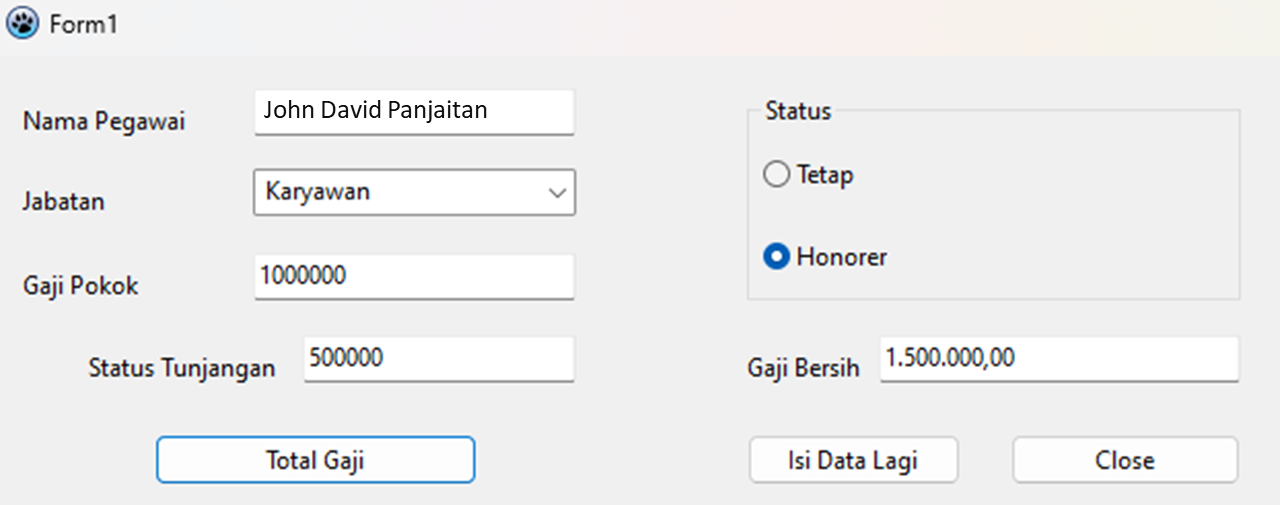 Form1
Nama Pegawai John David Panjaitan
Jabatan Karyawan
Gaji Pokok 1000000
Status Tunjangan 500000
Total Gaji
Status
Tetap
Honorer
Gaji Bersih 1.500.000,00
Isi Data Lagi Close